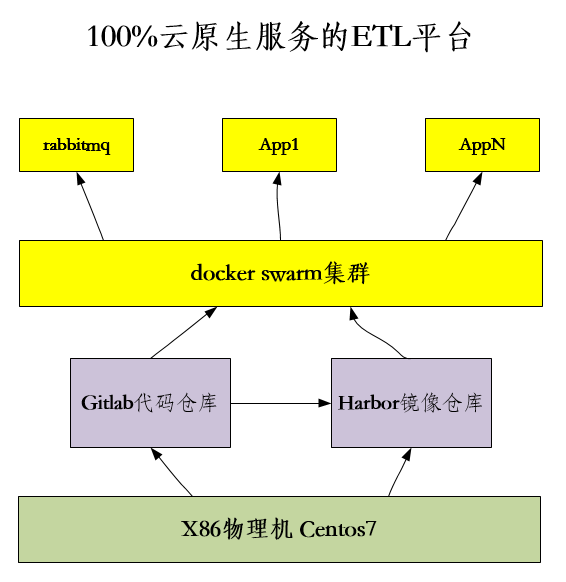 100%云原生服务的ETL平台
rabbitmq
App1
AppN
docker swarm集群
Gitlab代码仓库
Harbor镜像仓库
X86物理机 Centos7